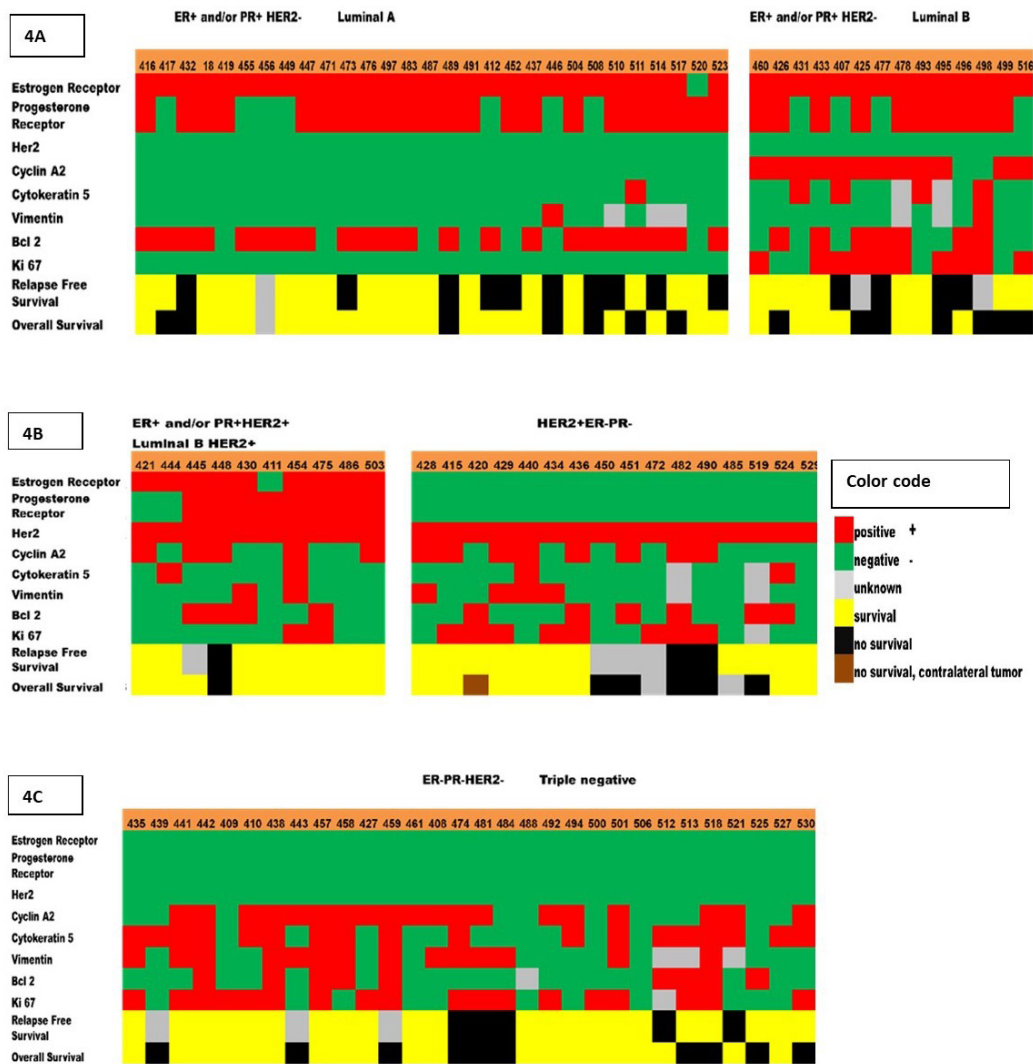 4A
ER+ and/or PR+ HER2- Luminal A
ER+ and/or PR+ HER2- Luminal B
416 417 432 18 419 455 456 449 447 471 473 476 497 483 487 489 491 412 452 437 446 504 508 510 511 514 517 520 523
460 426 431 433 407 425 477 478 493 495 496 498 499 516
Estrogen Receptor
Progesterone
Receptor
Her2
Cyclin A2
Cytokeratin 5
Vimentin
Bcl 2
Ki 67
Relapse Free
Survival
Overall Survival
4B
ER+ and/or PR+HER2+
Luminal B HER2+
HER2+ER-PR-
421 444 445 448 430 411 454 475 486 503
428 415 420 429 440 434 436 450 451 472 482 490 485 519 524 529
Estrogen Receptor
Progesterone
Receptor
Her2
Cyclin A2
Cytokeratin 5
Vimentin
Bcl 2
Ki 67
Relapse Free
Survival
Overall Survival
Color code
positive +
negative -
unknown
survival
no survival
no survival, contralateral tumor
4C
ER-PR-HER2- Triple negative
435 439 441 442 409 410 438 443 457 458 427 459 461 408 474 481 484 488 492 494 500 501 506 512 513 518 521 525 527 530
Estrogen Receptor
Progesterone
Receptor
Her2
Cyclin A2
Cytokeratin 5
Vimentin
Bcl 2
Ki 67
Relapse Free
Survival
Overall Survival